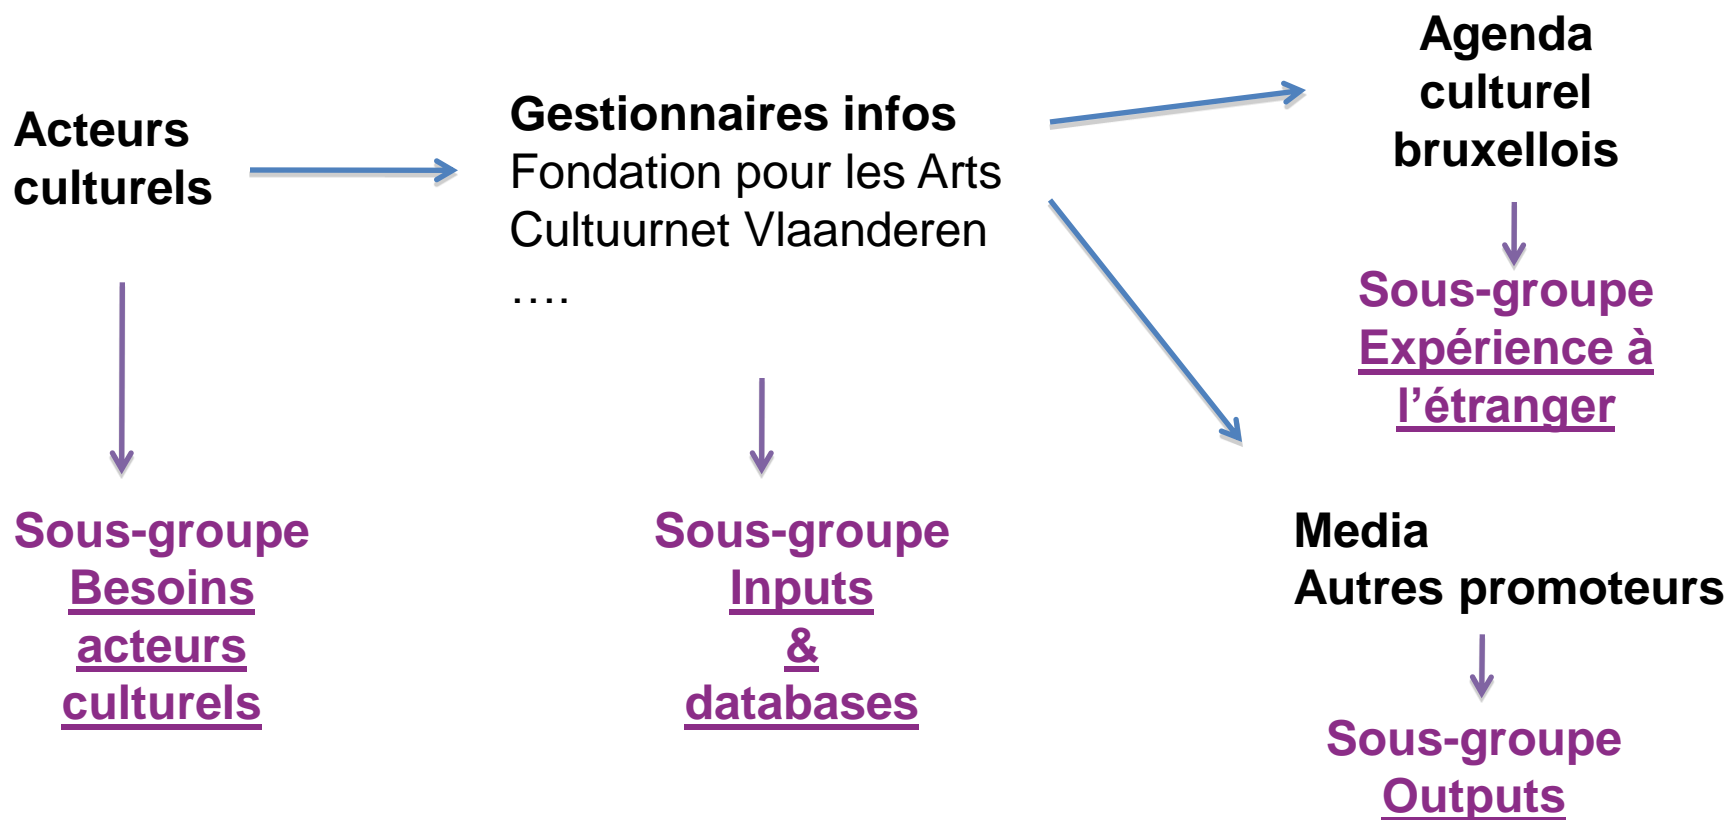 Acteurs
culturels
Gestionnaires infos
Fondation pour les Arts
Cultuurnet Vlaanderen
....
Agenda
culturel
bruxellois
Sous-groupe
Expérience à
l’étranger
Sous-groupe
Besoins
acteurs
culturels
Sous-groupe
Inputs
&
databases
Media
Autres promoteurs
Sous-groupe
Outputs